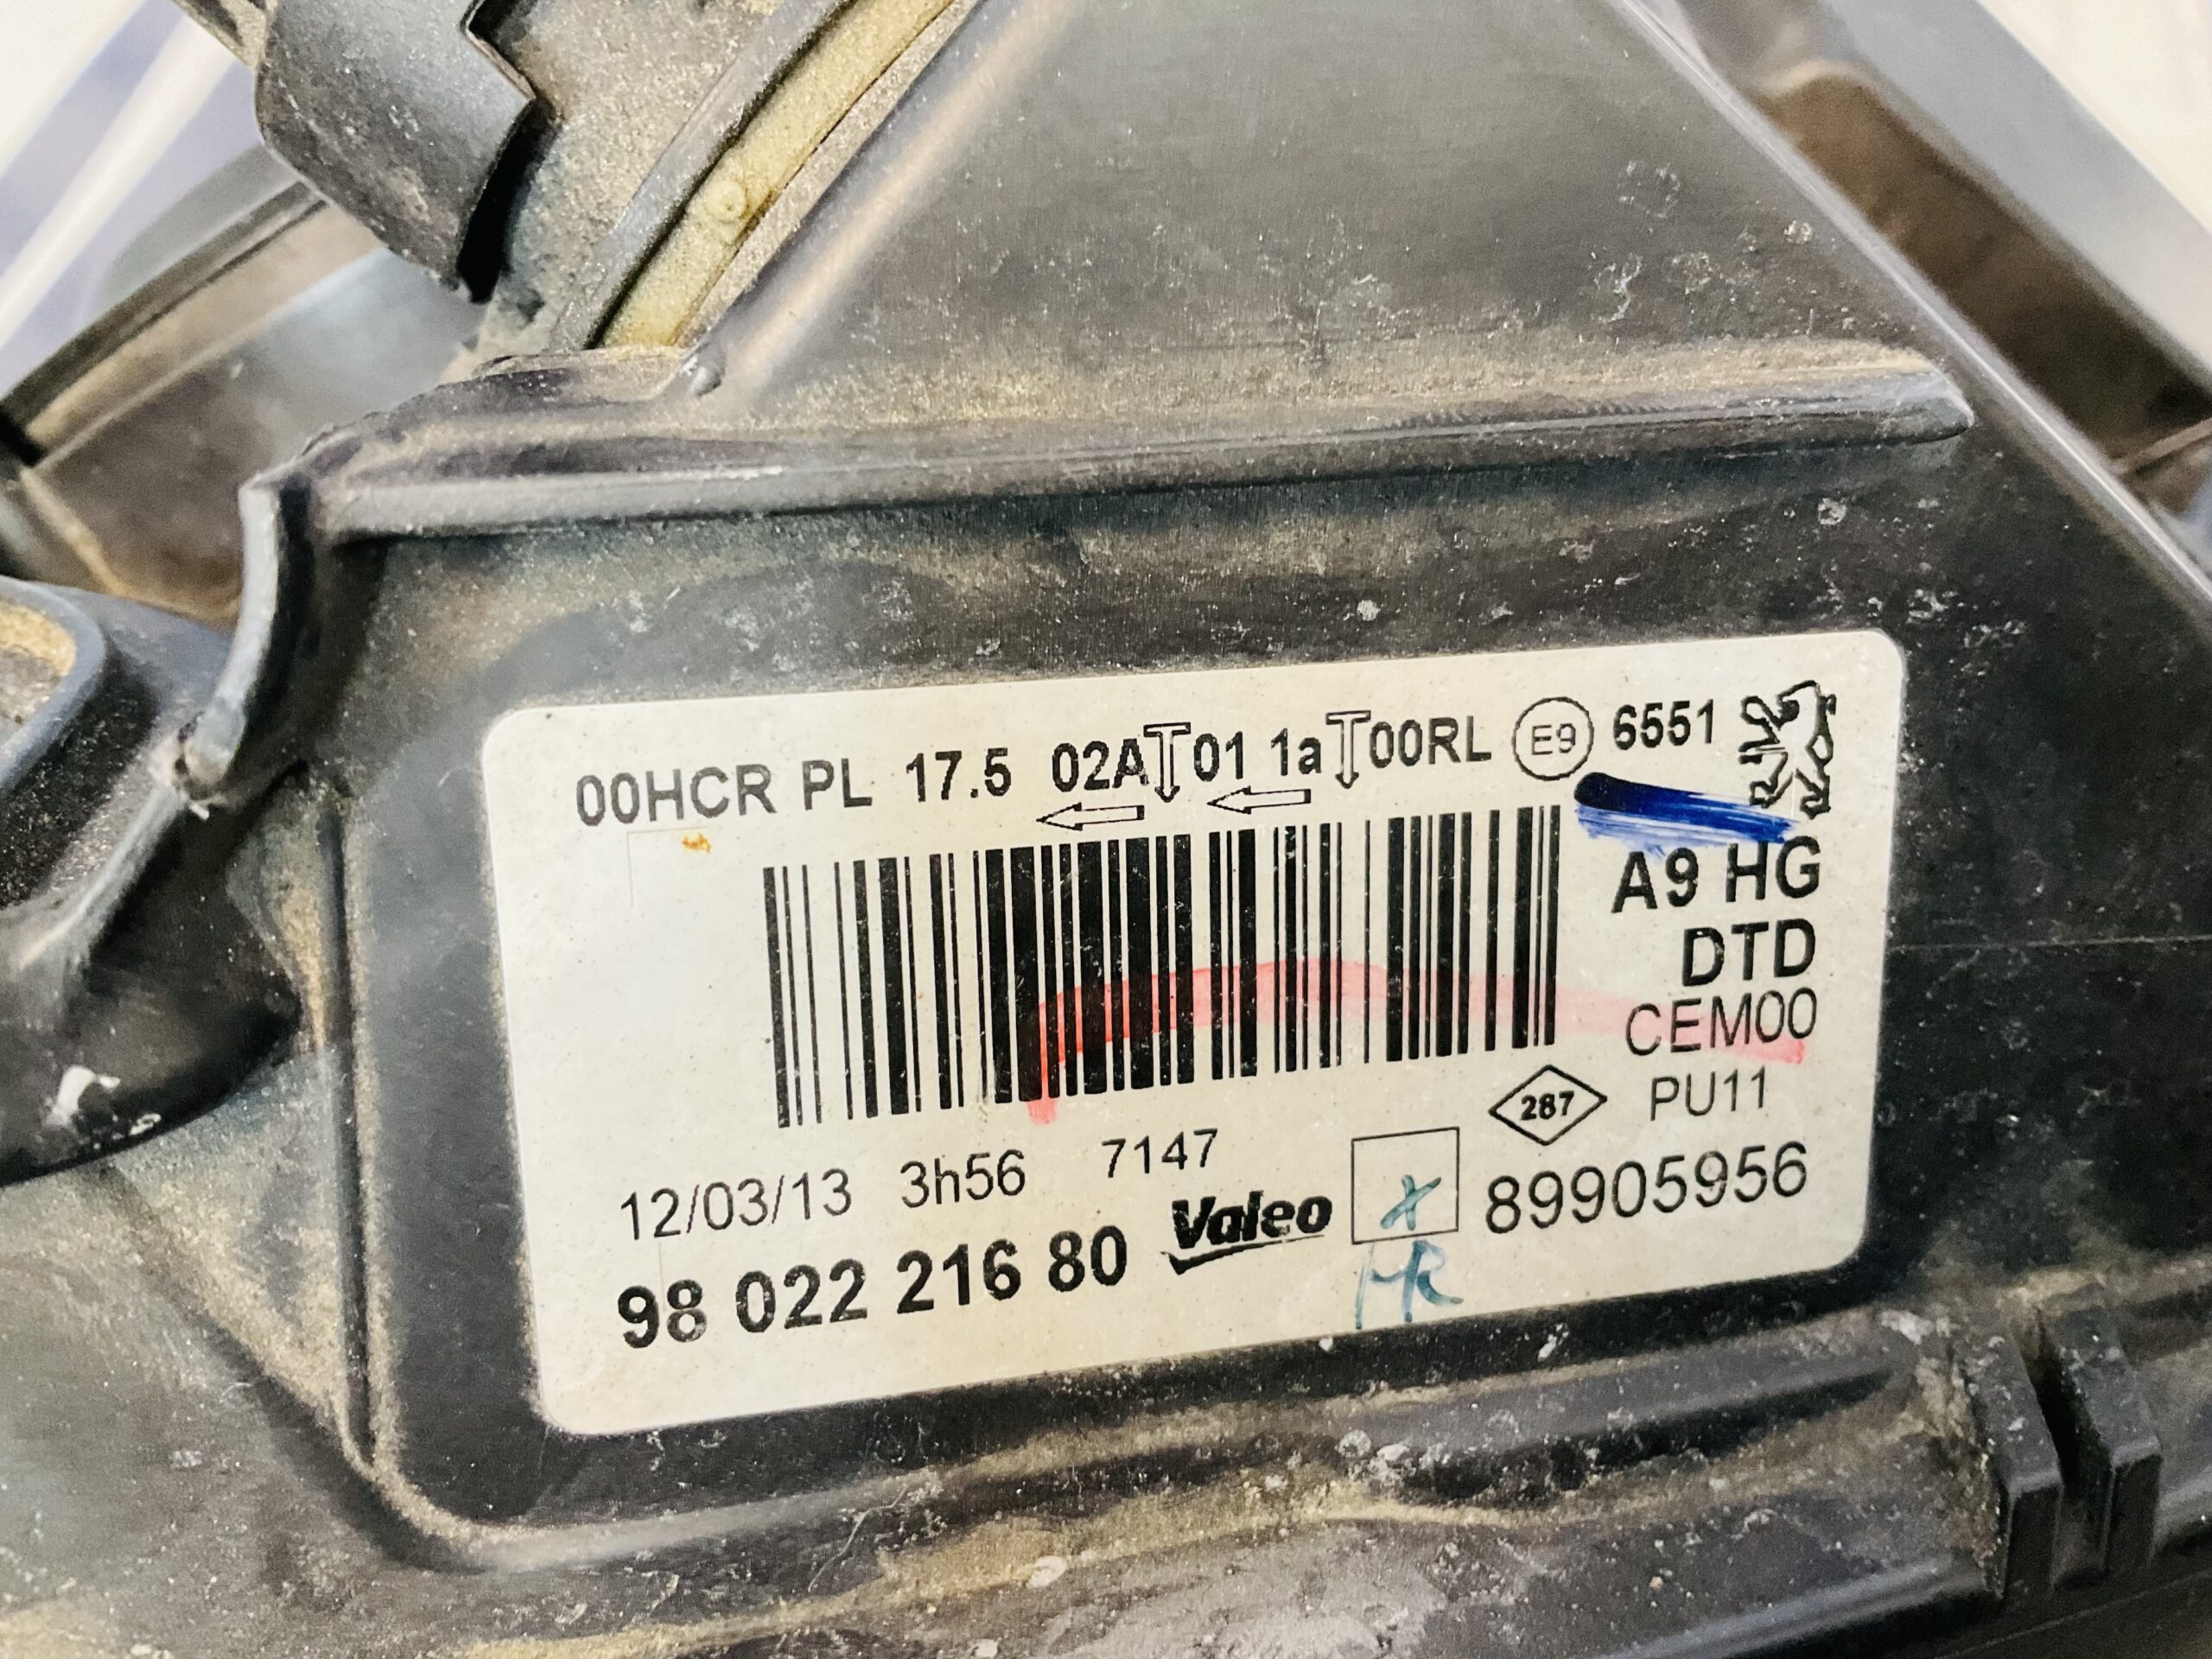 00HCR PL 17.5 02A 01 1a 00RL E9 6551
A9 HG
DTD
CEM00
287 PU11
12/03/13 3h56 7147
Valeo 89905956
98 022 216 80